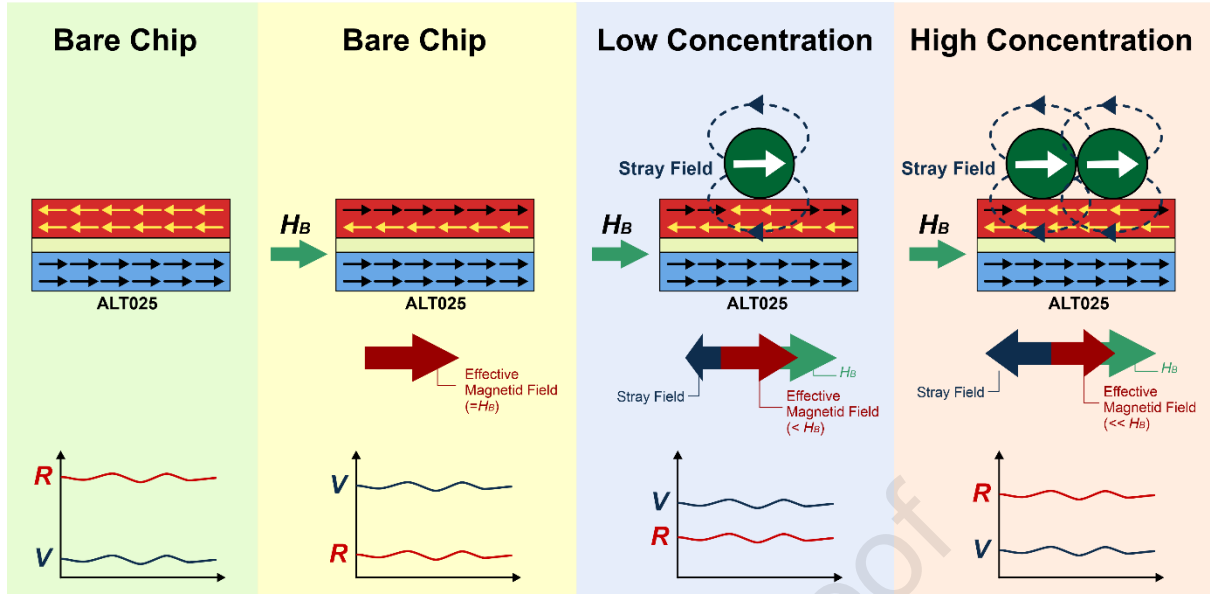 Bare Chip
ALT025
R
V
Bare Chip
HB
ALT025
Effective
Magnetid Field
(=HB)
V
R
Low Concentration
Stray Field
HB
ALT025
HB
Stray Field
Effective
Magnetid Field
(< HB)
V
R
High Concentration
Stray Field
HB
ALT025
HB
Stray Field
Effective
Magnetid Field
(<< HB)
R
V
oof